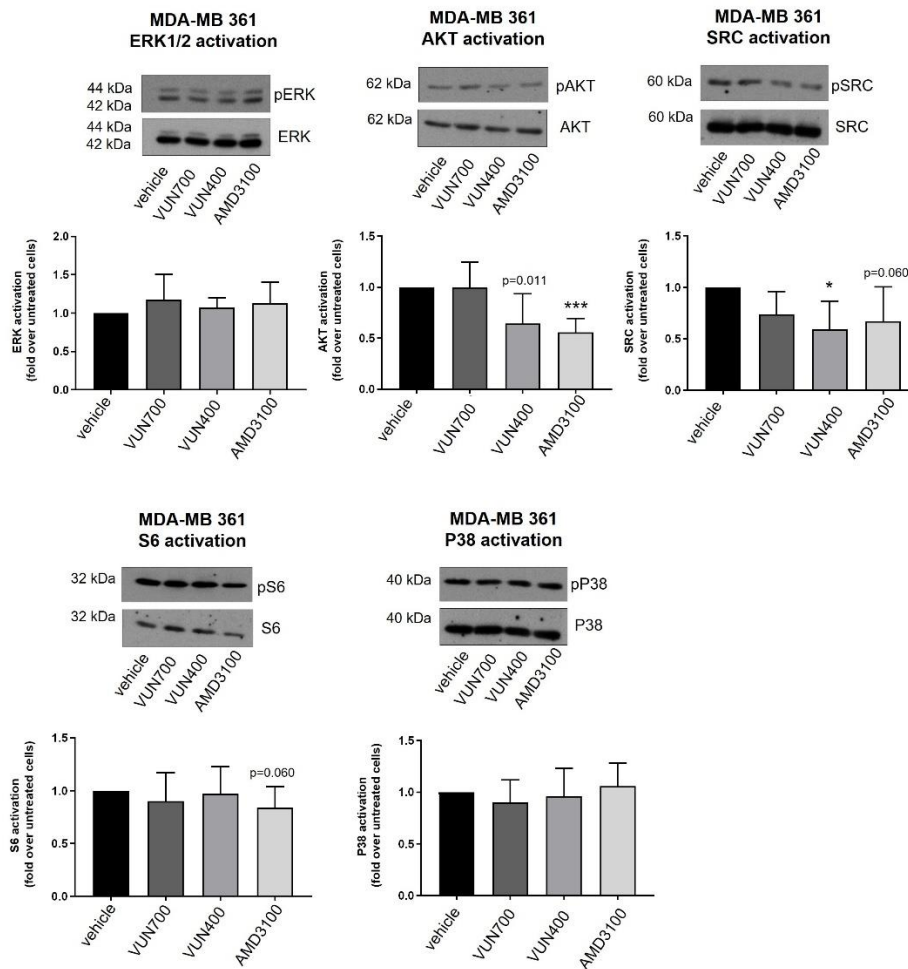 MDA-MB 361
ERK1/2 activation
44 kDa
42 kDa
pERK
44 kDa
42 kDa
ERK
vehicle
VUN700
VUN400
AMD3100
ERK activation
(fold over untreated cells)
2.0
1.5
1.0
0.5
0.0
vehicle
VUN700
VUN400
AMD3100
MDA-MB 361
AKT activation
62 kDa
pAKT
62 kDa
AKT
vehicle
VUN700
VUN400
AMD3100
AKT activation
(fold over untreated cells)
1.5
1.0
0.5
0.0
p=0.011
***
vehicle
VUN700
VUN400
AMD3100
MDA-MB 361
SRC activation
60 kDa
pSRC
60 kDa
SRC
vehicle
VUN700
VUN400
AMD3100
SRC activation
(fold over untreated cells)
1.5
1.0
0.5
0.0
*
p=0.060
vehicle
VUN700
VUN400
AMD3100
MDA-MB 361
S6 activation
32 kDa
pS6
32 kDa
S6
vehicle
VUN700
VUN400
AMD3100
S6 activation
(fold over untreated cells)
1.5
1.0
0.5
0.0
p=0.060
vehicle
VUN700
VUN400
AMD3100
MDA-MB 361
P38 activation
40 kDa
pP38
40 kDa
P38
vehicle
VUN700
VUN400
AMD3100
P38 activation
(fold over untreated cells)
1.5
1.0
0.5
0.0
vehicle
VUN700
VUN400
AMD3100